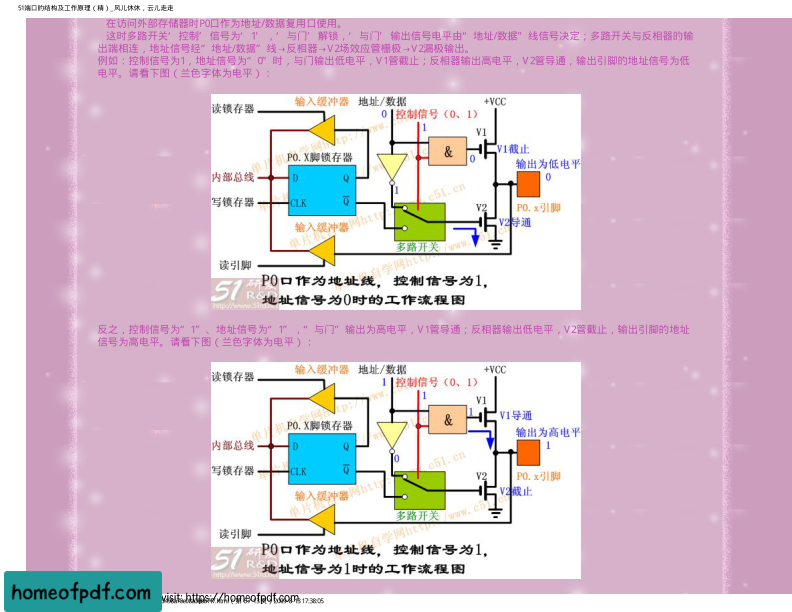 51端口的结构及工作原理（精）_风儿休休，云儿走走
在访问外部存储器时P0口作为地址/数据复用口使用。
这时多路开关‘控制’信号为‘1’，‘与门’解锁，‘与门’输出信号电平由“地址/数据”线信号决定；多路开关与反相器的输
出端相连，地址信号经“地址/数据”线→反相器→V2场效应管栅极→V2漏极输出。
例如：控制信号为1，地址信号为“0”时，与门输出低电平，V1管截止；反相器输出高电平，V2管导通，输出引脚的地址信号为低
电平。请看下图（兰色字体为电平）：
输入缓冲器 地址/数据 +VCC
读锁存器 0 控制信号（0、1）
1 V1
& V1截止
P0.X脚锁存器 0 输出为低电平
内部总线 D Q 0
1
写锁存器 CLK Q V2 P0.x引脚
输入缓冲器 V2导通
多路开关
读引脚
P0口作为地址线，控制信号为1，
地址信号为0时的工作流程图
反之，控制信号为“1”、地址信号为“1”，“与门”输出为高电平，V1管导通；反相器输出低电平，V2管截止，输出引脚的地址
信号为高电平。请看下图（兰色字体为电平）：
输入缓冲器 地址/数据 +VCC
读锁存器 1 控制信号（0、1）
1 V1
& 1 V1导通
P0.X脚锁存器 输出为高电平
内部总线 D Q 1
0
写锁存器 CLK Q V2 P0.x引脚
输入缓冲器 V2截止
多路开关
读引脚
P0口作为地址线，控制信号为1，
地址信号为1时的工作流程图
homeofpdf.com
visit: https://homeofpdf.com